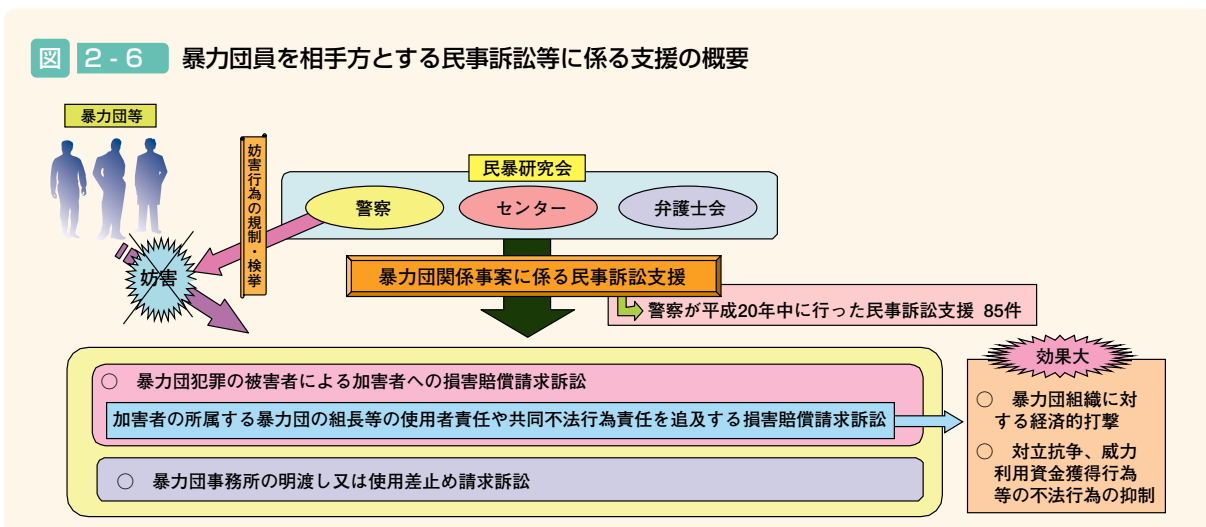 図 2-6 暴力団員を相手方とする民事訴訟等に係る支援の概要
暴力団等
妨害行為の規制・検挙
民暴研究会
警察 センター 弁護士会
妨害
暴力団関係事案に係る民事訴訟支援
警察が平成20年中に行った民事訴訟支援 85件
○ 暴力団犯罪の被害者による加害者への損害賠償請求訴訟
加害者の所属する暴力団の組長等の使用者責任や共同不法行為責任を追及する損害賠償請求訴訟
○ 暴力団事務所の明渡し又は使用差止め請求訴訟
効果大
○ 暴力団組織に対
する経済的打撃
○ 対立抗争、威力
利用資金獲得行為
等の不法行為の抑制